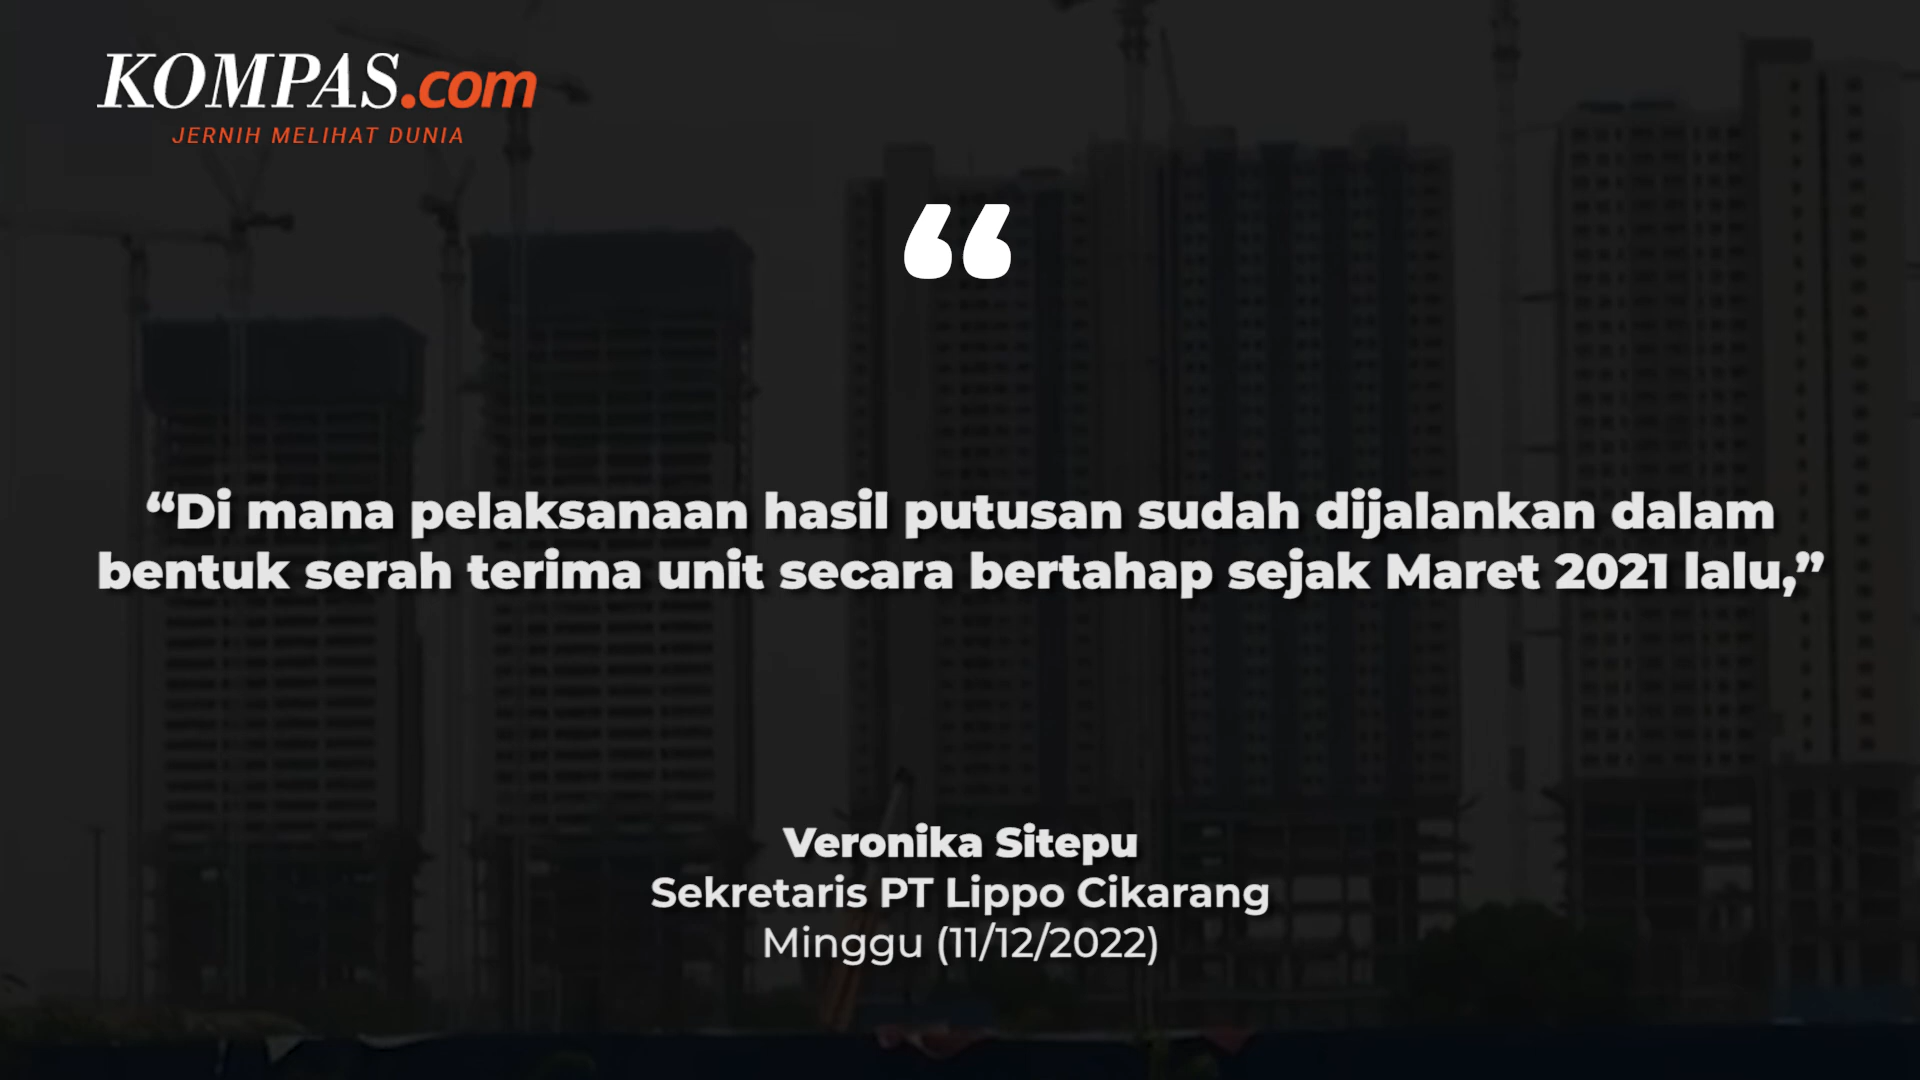 KOMPAS.com
JERNIH MELIHAT DUNIA
“
“Di mana pelaksanaan hasil putusan sudah dijalankan dalam
bentuk serah terima unit secara bertahap sejak Maret 2021 lalu,”
Veronika Sitepu
Sekretaris PT Lippo Cikarang
Minggu (11/12/2022)